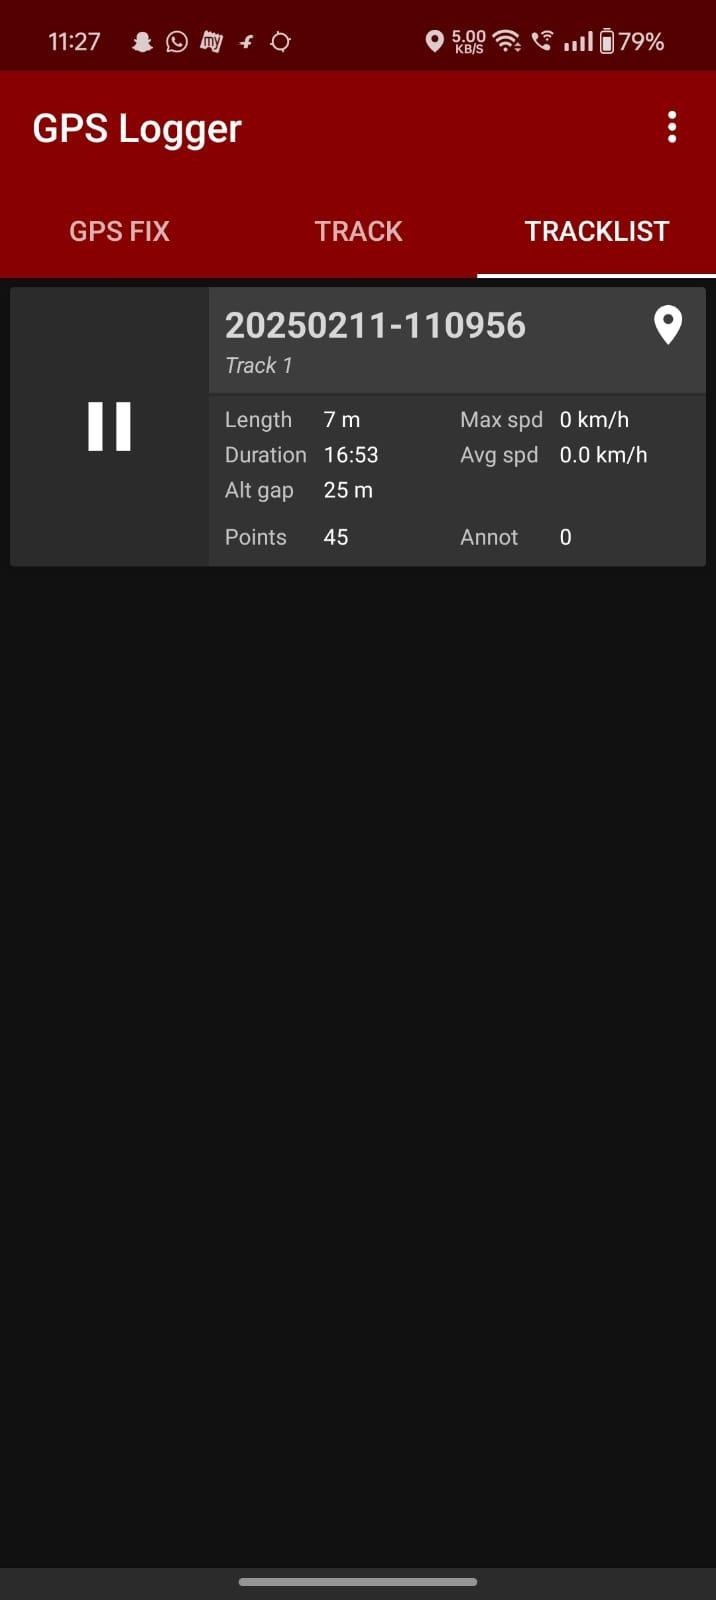 11:27 my 5.00 KB/S 79%
GPS Logger
GPS FIX TRACK TRACKLIST
20250211-110956
Track 1
Length 7 m Max spd 0 km/h
Duration 16:53 Avg spd 0.0 km/h
Alt gap 25 m
Points 45 Annot 0